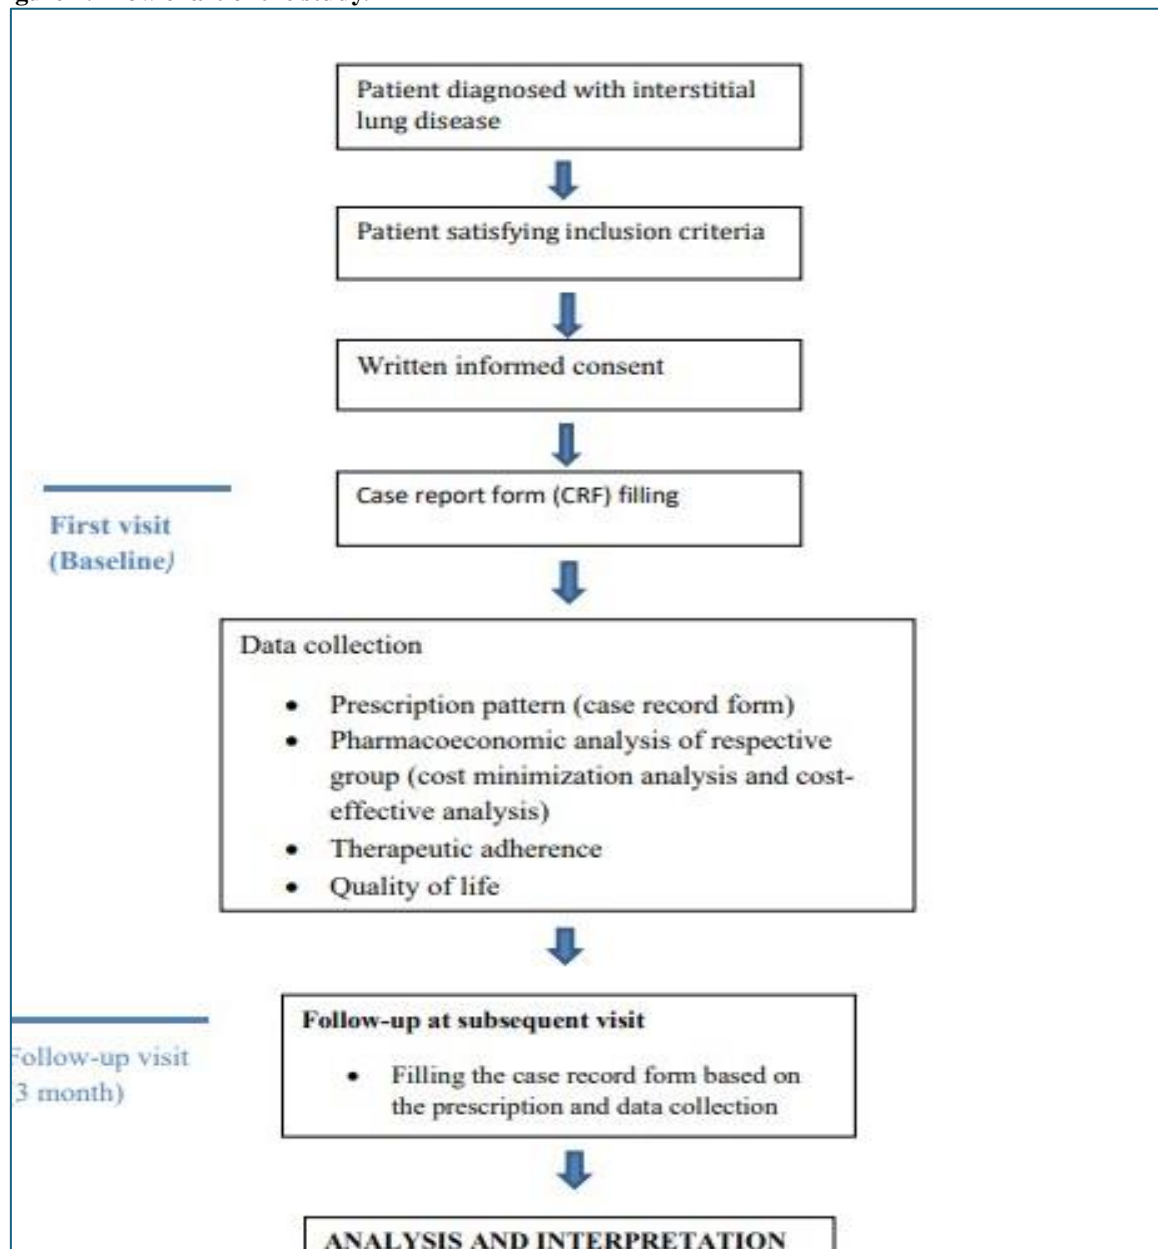 Patient diagnosed with interstitial
lung disease
Patient satisfying inclusion criteria
Written informed consent
Case report form (CRF) filling
First visit
(Baseline)
Data collection
• Prescription pattern (case record form)
• Pharmacoeconomic analysis of respective
group (cost minimization analysis and cost-
effective analysis)
• Therapeutic adherence
• Quality of life
Follow-up at subsequent visit
• Filling the case record form based on
the prescription and data collection
Follow-up visit
(3 month)
ANALYSIS AND INTERPRETATION